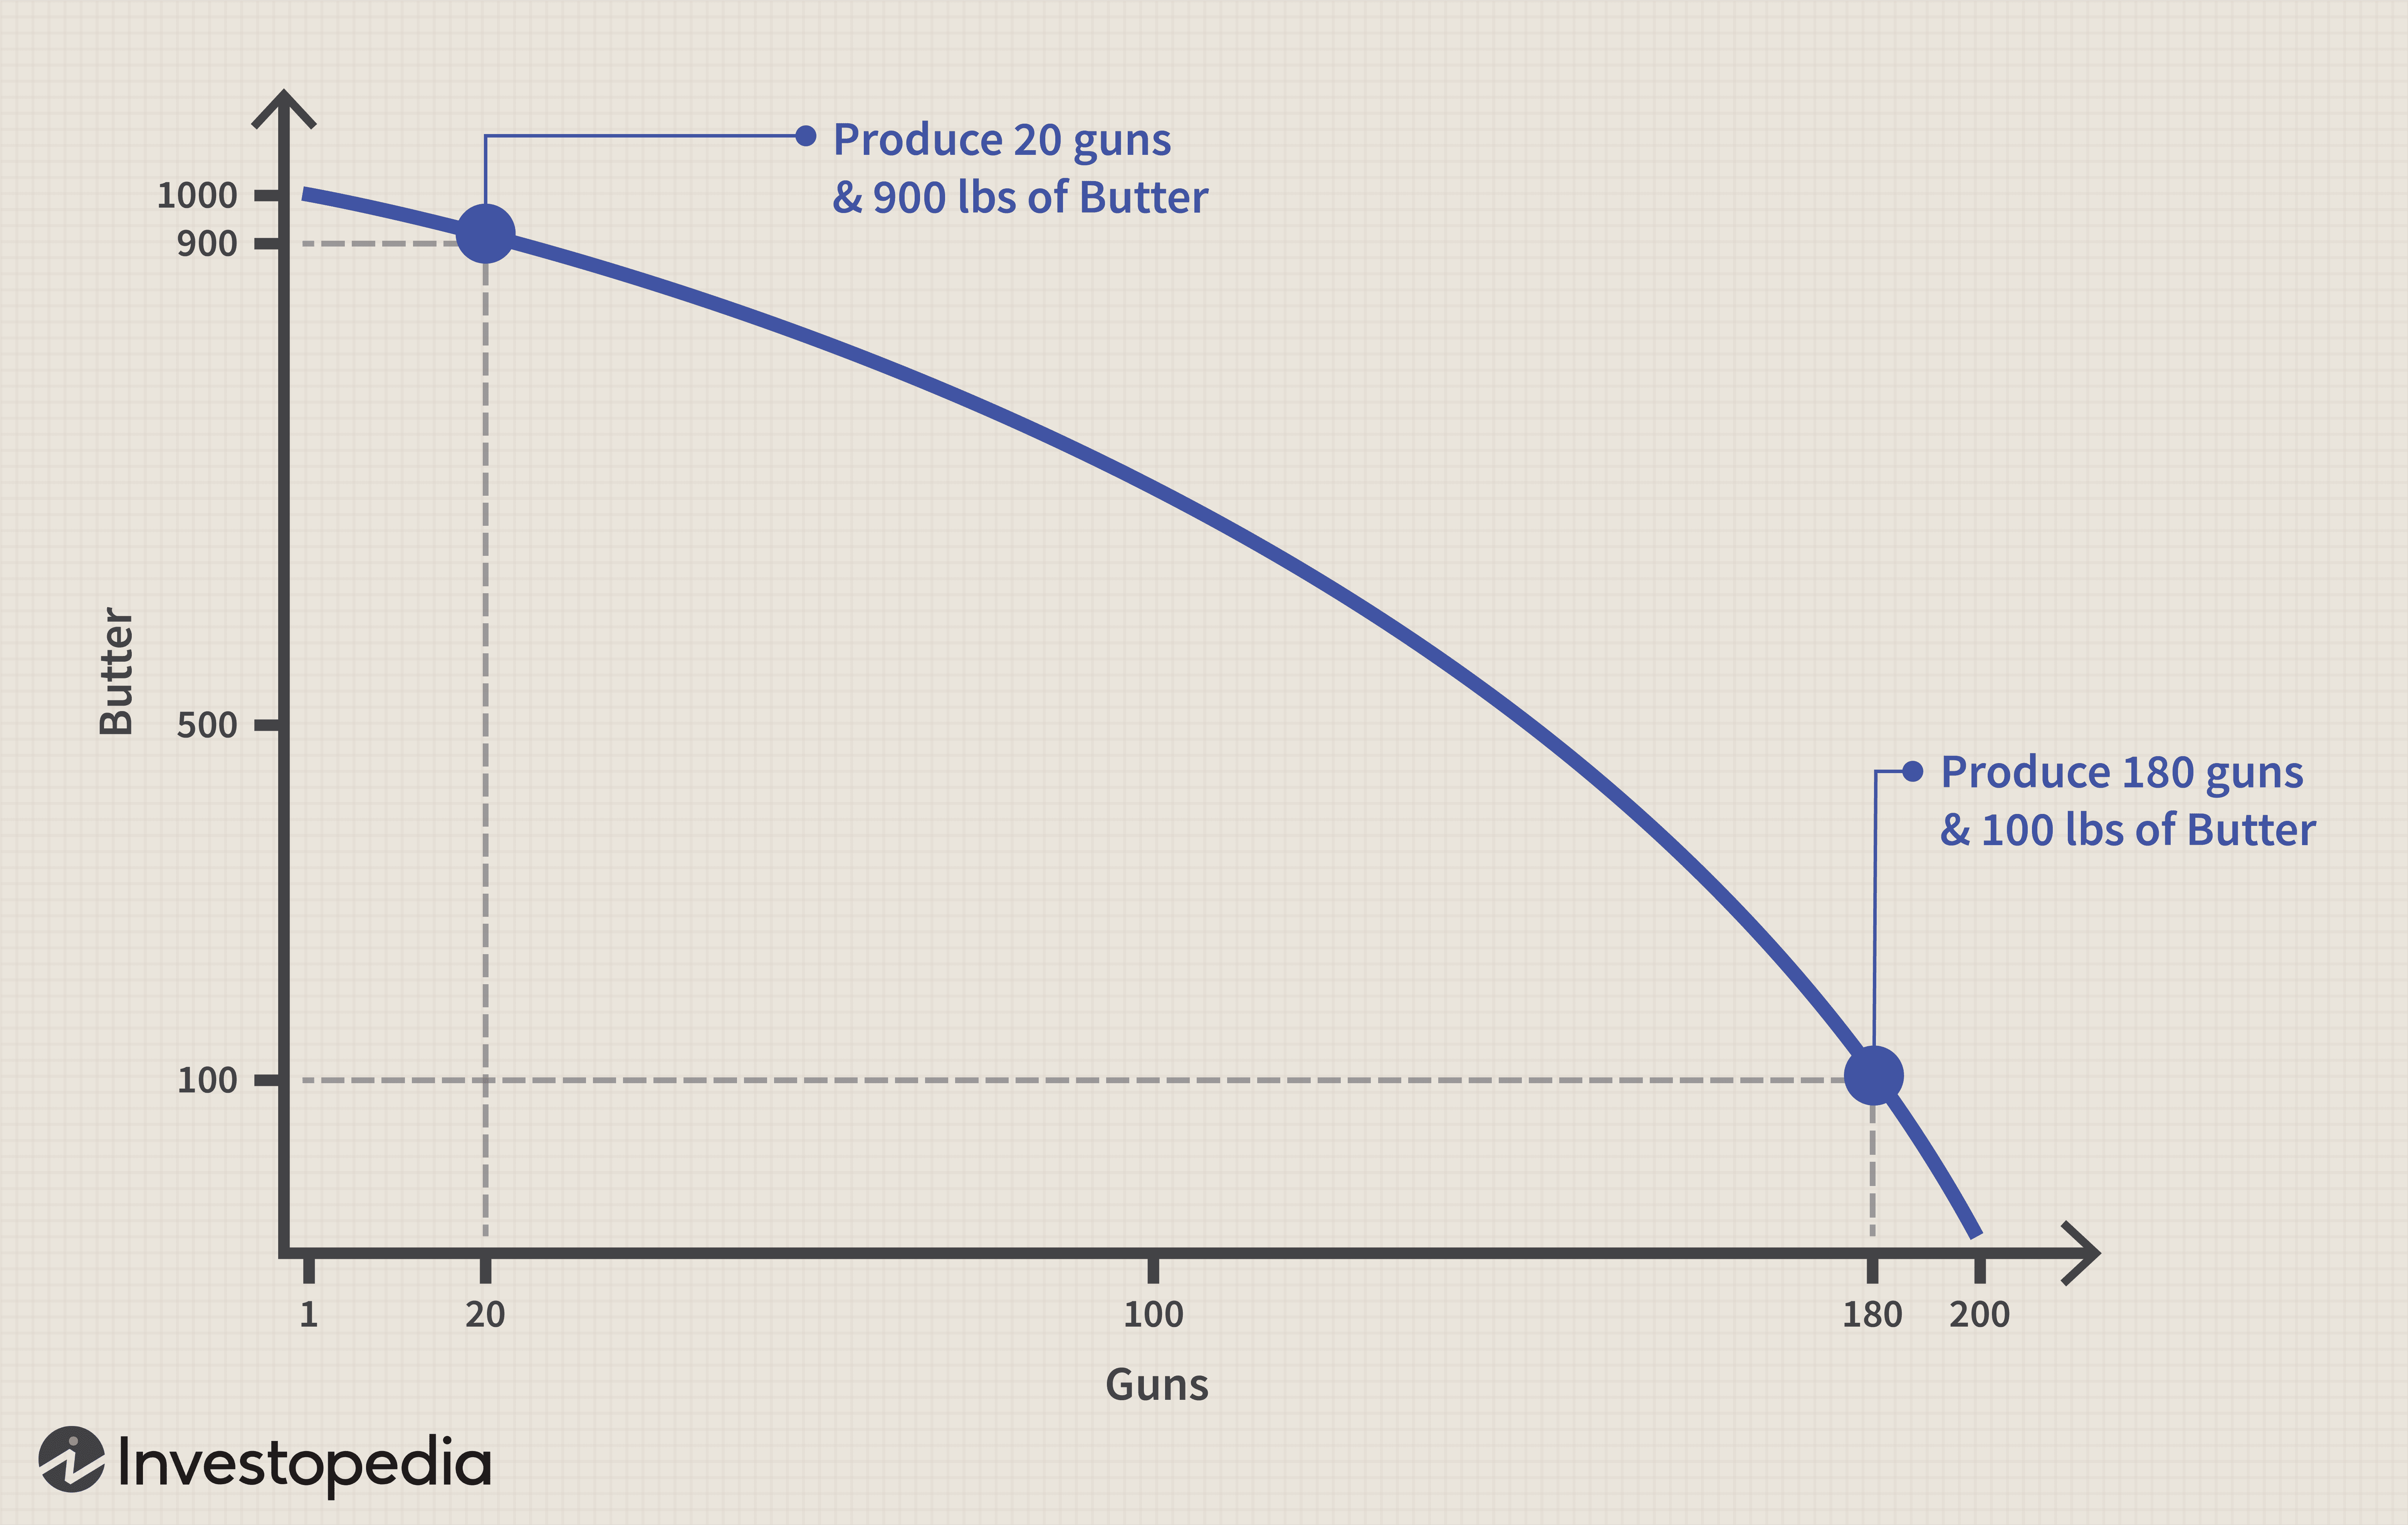 Produce 20 guns
& 900 lbs of Butter
1000
900
Butter
500
Produce 180 guns
& 100 lbs of Butter
100
1 20 100 180 200
Guns
Investopedia